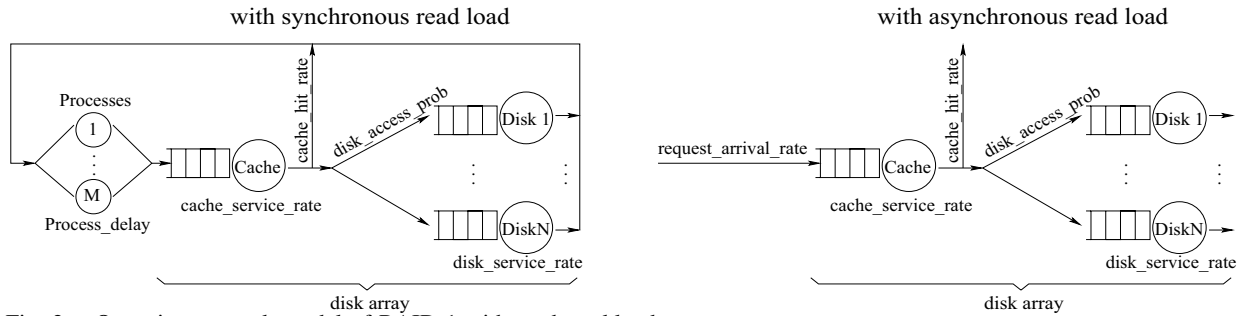 with synchronous read load
Processes
1
M
Process_delay
Cache
cache_service_rate
cache_hit_rate
disk_access_prob
Disk 1
DiskN
disk_service_rate
disk array
with asynchronous read load
request_arrival_rate
Cache
cache_service_rate
cache_hit_rate
disk_access_prob
Disk 1
DiskN
disk_service_rate
disk array